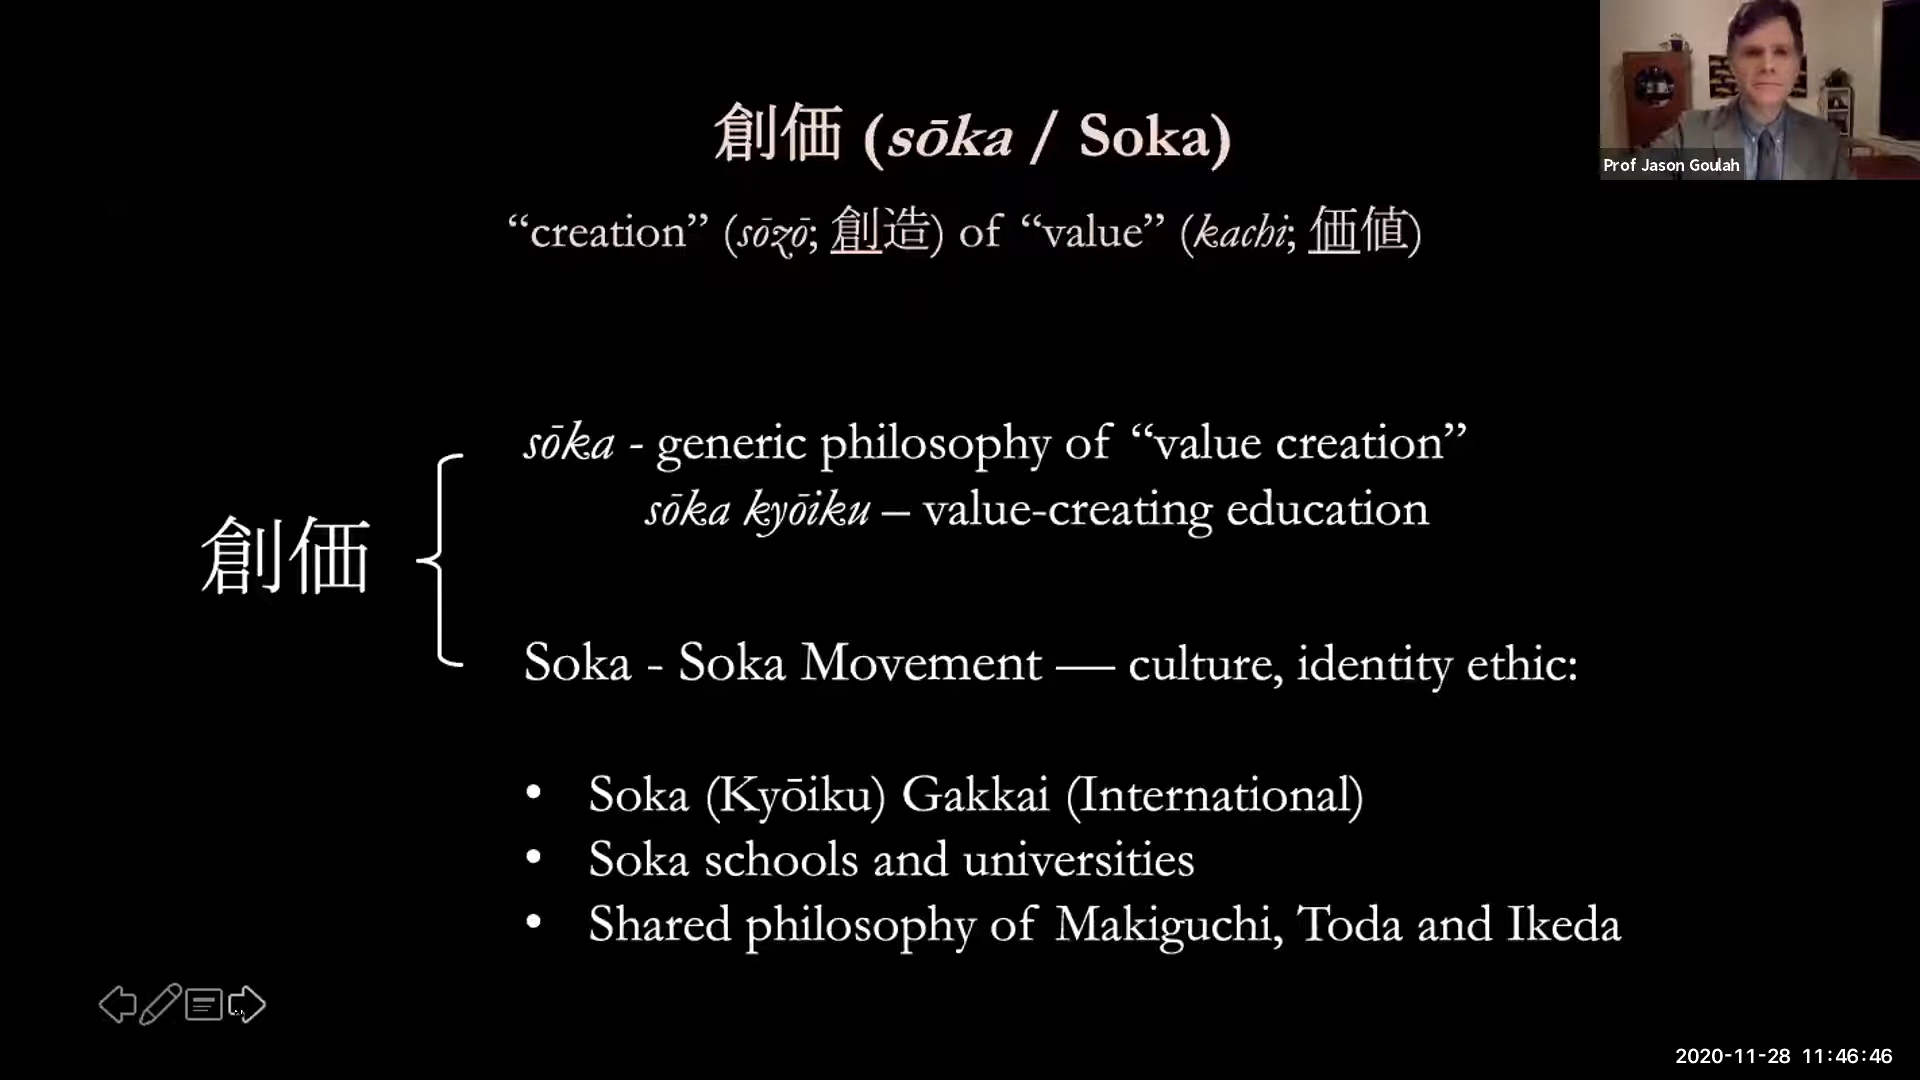 創価 (sōka / Soka)
“creation” (sōzō; 創造) of “value” (kachi; 価値)
Prof Jason Goulah
創価
sōka - generic philosophy of “value creation”
sōka kyōiku – value-creating education
Soka - Soka Movement — culture, identity ethic:
• Soka (Kyōiku) Gakkai (International)
• Soka schools and universities
• Shared philosophy of Makiguchi, Toda and Ikeda
2020-11-28 11:46:46